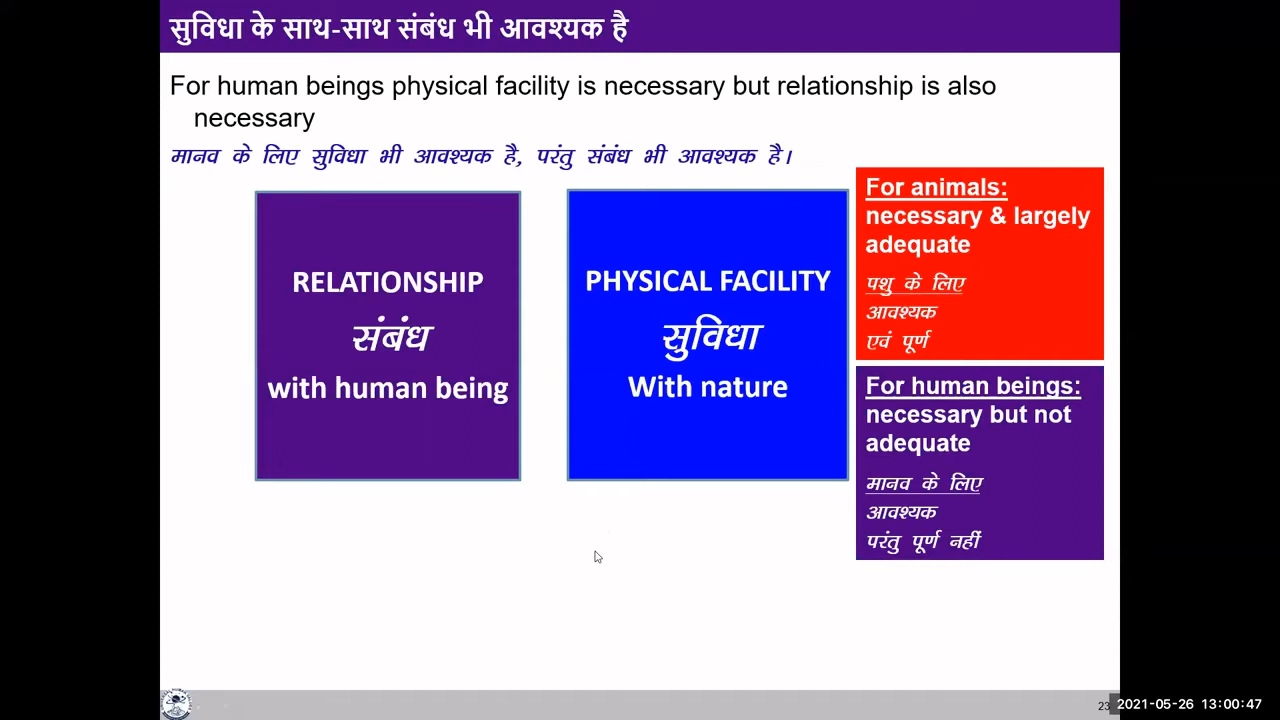 सुविधा के साथ-साथ संबंध भी आवश्यक है
For human beings physical facility is necessary but relationship is also
necessary
मानव के लिए सुविधा भी आवश्यक है, परंतु संबंध भी आवश्यक है।
RELATIONSHIP
संबंध
with human being
PHYSICAL FACILITY
सुविधा
With nature
For animals:
necessary & largely
adequate
पशु के लिए
आवश्यक
एवं पूर्ण
For human beings:
necessary but not
adequate
मानव के लिए
आवश्यक
परंतु पूर्ण नहीं
23
2021-05-26 13:00:47